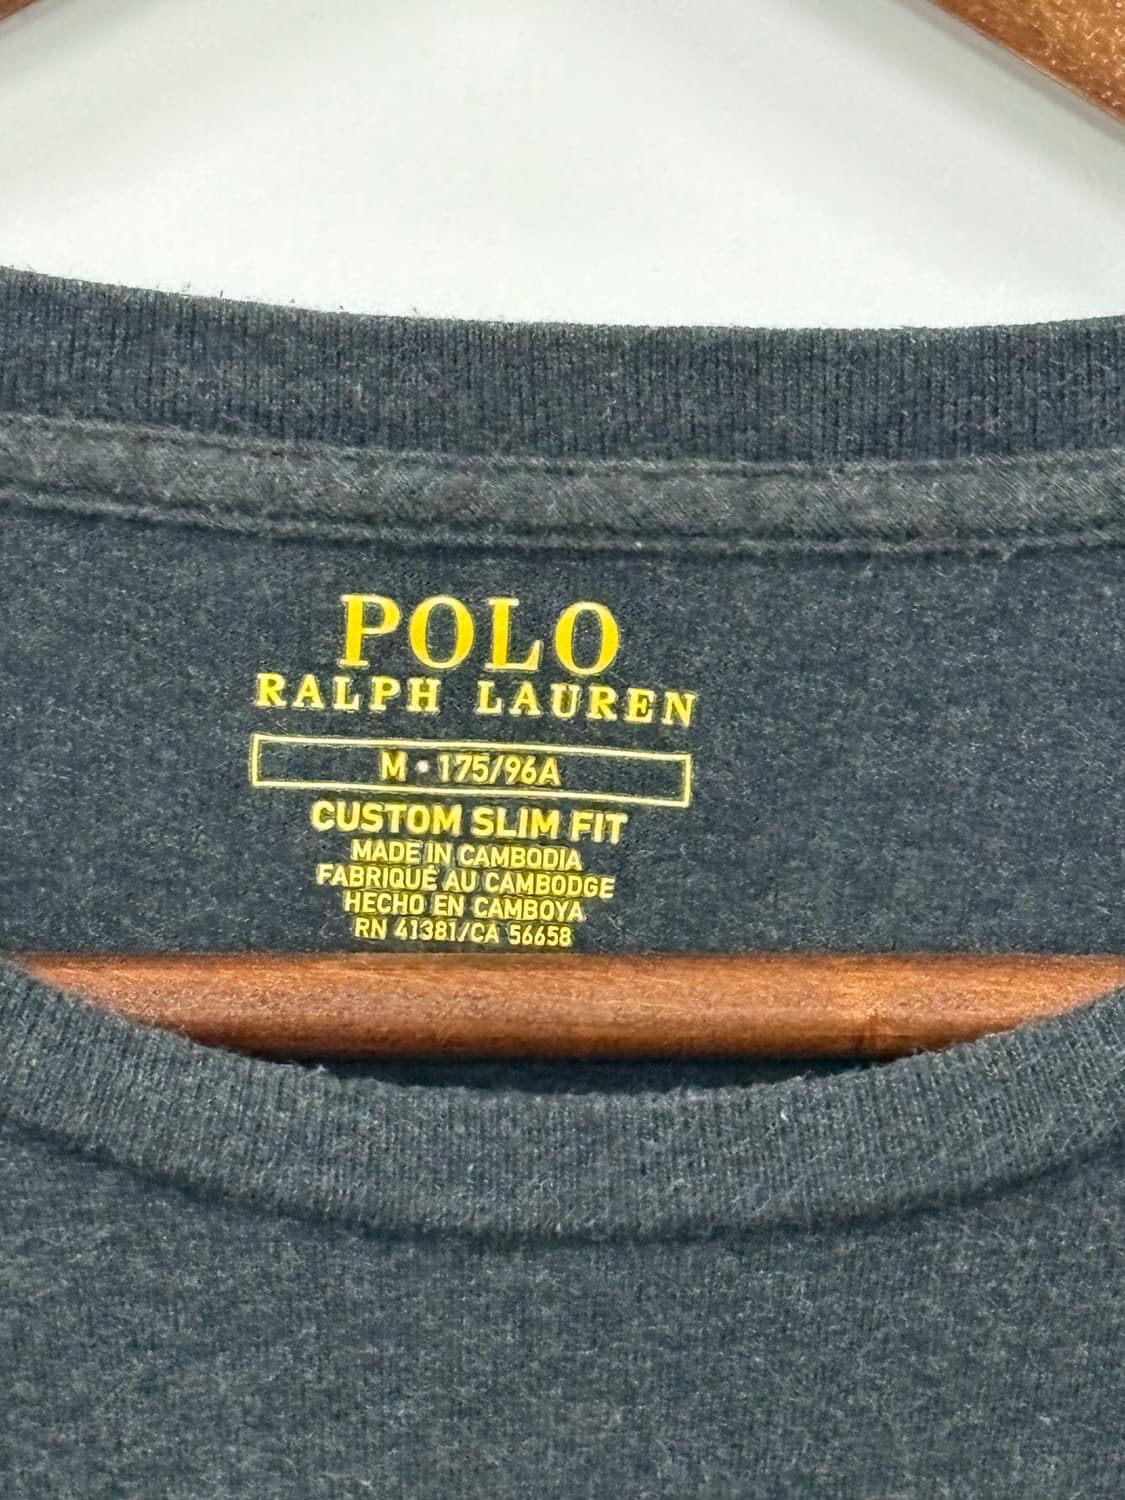 POLO
RALPH LAUREN
M • 175/96A
CUSTOM SLIM FIT
MADE IN CAMBODIA
FABRIQUÉ AU CAMBODGE
HECHO EN CAMBOYA
RN 41381/CA 56658